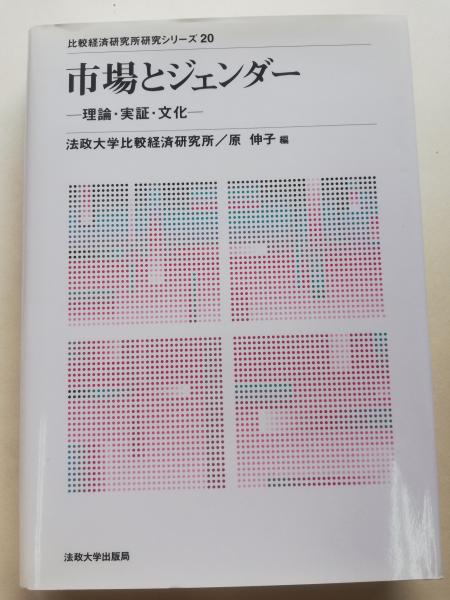 比較経済研究所研究シリーズ20
市場とジェンダー
―理論・実証・文化―
法政大学比較経済研究所/原 伸子 編
法政大学出版局